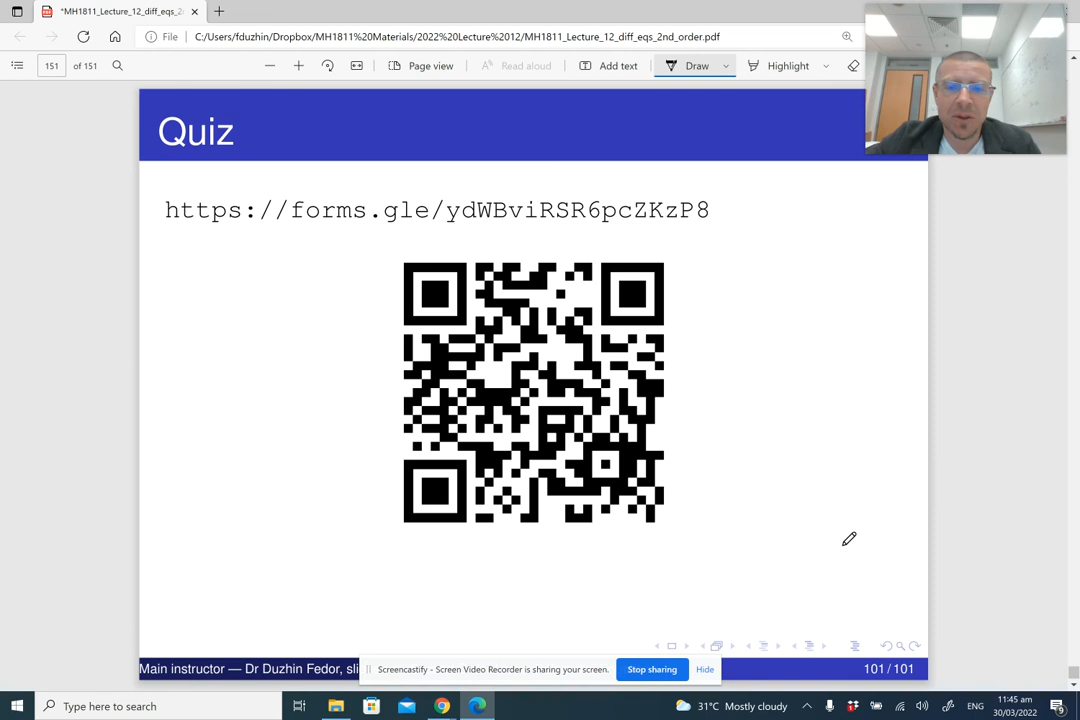 *MH1811_Lecture_12_diff_eqs_2
File C:/Users/fduzhin/Dropbox/MH1811%20Materials/2022%20Lecture%2012/MH1811_Lecture_12_diff_eqs_2nd_order.pdf
151 of 151 Page view Read aloud Add text Draw Highlight
Quiz
https://forms.gle/ydWBviRSR6pcZKzP8
Main instructor — Dr Duzhin Fedor, sli
Screencastify - Screen Video Recorder is sharing your screen. Stop sharing Hide
101 / 101
Type here to search
31°C Mostly cloudy
ENG
11:45 am
30/03/2022
9